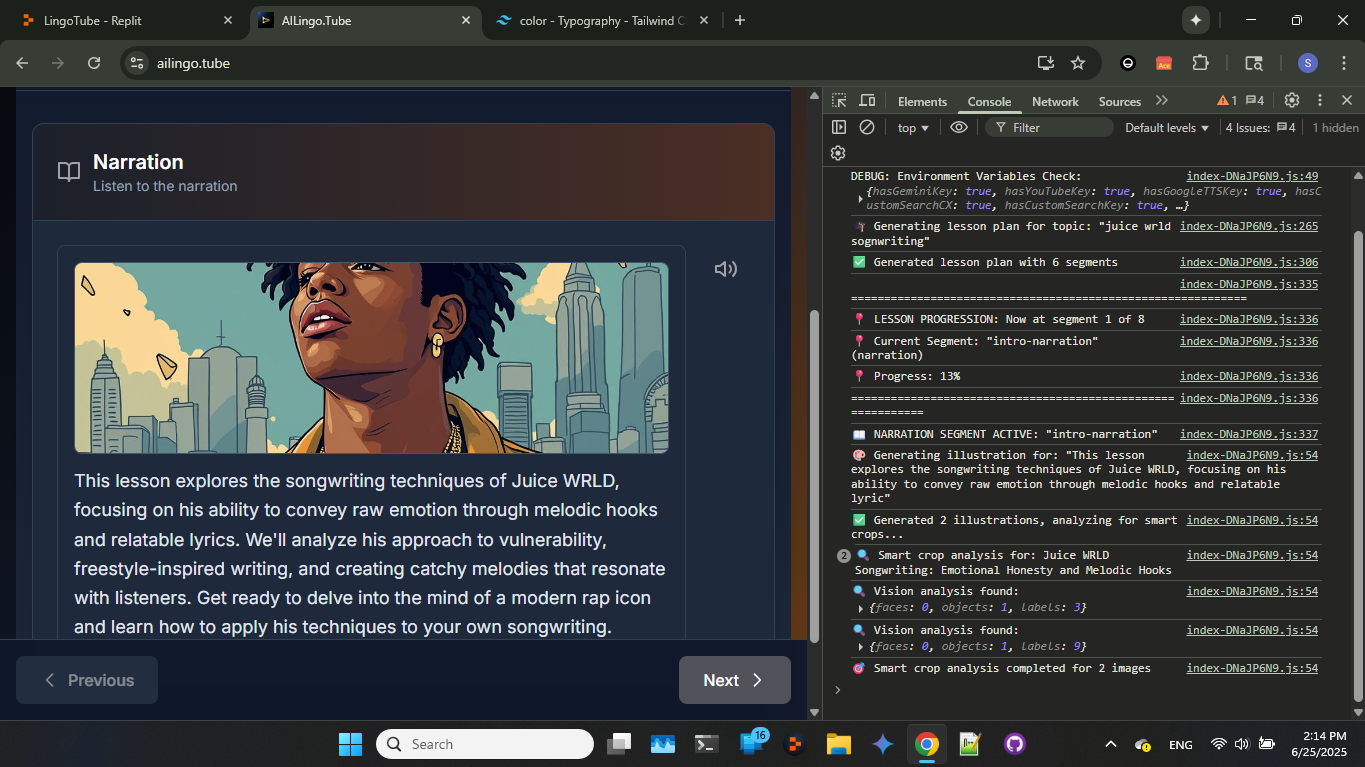 LingoTube - Replit
AILingo.Tube
color - Typography - Tailwind C
ailingo.tube
Ace
S
Narration
Listen to the narration
This lesson explores the songwriting techniques of Juice WRLD,
focusing on his ability to convey raw emotion through melodic hooks
and relatable lyrics. We'll analyze his approach to vulnerability,
freestyle-inspired writing, and creating catchy melodies that resonate
with listeners. Get ready to delve into the mind of a modern rap icon
and learn how to apply his techniques to your own songwriting.
Previous
Next
Elements
Console
Network
Sources
1
4
top
Filter
Default levels
4 Issues:
4
1 hidden
DEBUG: Environment Variables Check: index-DNaJP6N9.js:49
{hasGeminiKey: true, hasYouTubeKey: true, hasGoogleTTSKey: true, hasC
ustomSearchCX: true, hasCustomSearchKey: true, …}
Generating lesson plan for topic: "juice wrld index-DNaJP6N9.js:265
sognwriting"
Generated lesson plan with 6 segments index-DNaJP6N9.js:306
index-DNaJP6N9.js:335
============================================================
LESSON PROGRESSION: Now at segment 1 of 8 index-DNaJP6N9.js:336
Current Segment: "intro-narration" index-DNaJP6N9.js:336
(narration)
Progress: 13% index-DNaJP6N9.js:336
================================================= index-DNaJP6N9.js:336
===========
NARRATION SEGMENT ACTIVE: "intro-narration" index-DNaJP6N9.js:337
Generating illustration for: "This lesson index-DNaJP6N9.js:54
explores the songwriting techniques of Juice WRLD, focusing on his
ability to convey raw emotion through melodic hooks and relatable
lyric"
Generated 2 illustrations, analyzing for smart index-DNaJP6N9.js:54
crops...
2 Smart crop analysis for: Juice WRLD index-DNaJP6N9.js:54
Songwriting: Emotional Honesty and Melodic Hooks
Vision analysis found: index-DNaJP6N9.js:54
{faces: 0, objects: 1, labels: 3}
Vision analysis found: index-DNaJP6N9.js:54
{faces: 0, objects: 1, labels: 9}
Smart crop analysis completed for 2 images index-DNaJP6N9.js:54
Search
16
ENG
2:14 PM
6/25/2025